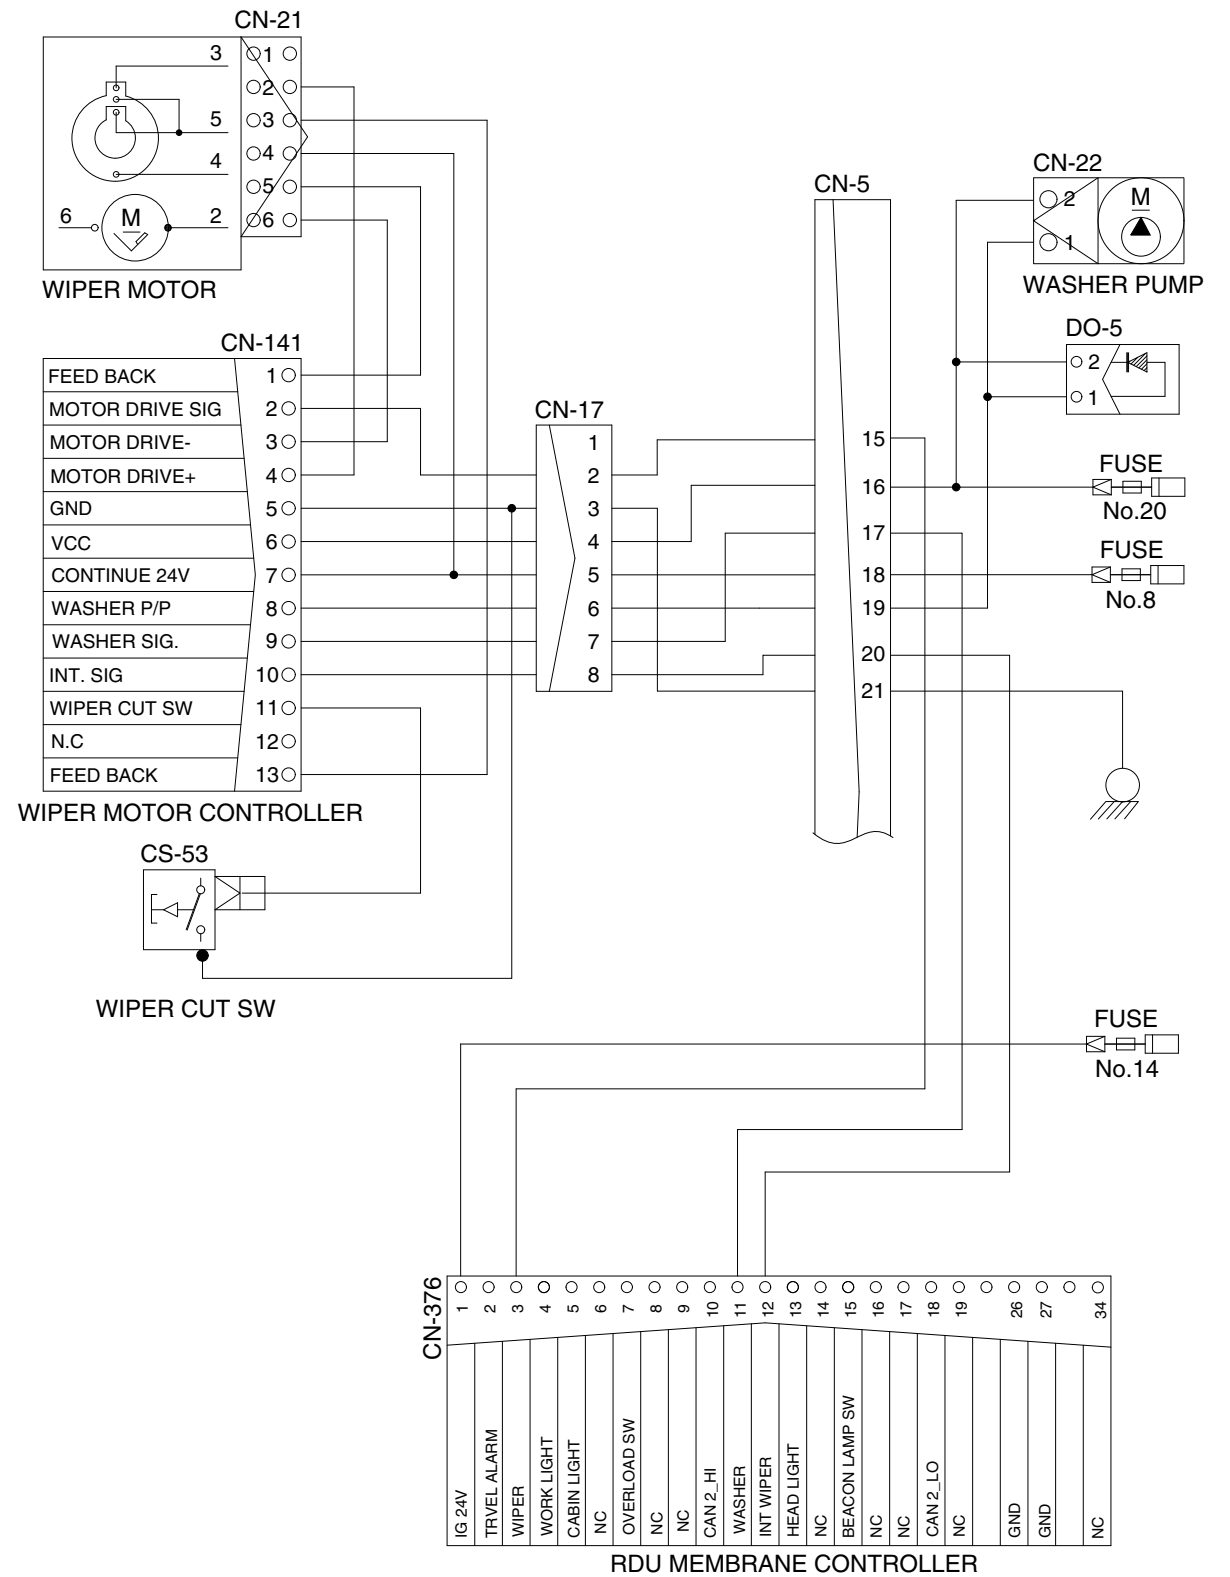 CN-21
3
5
4
6
M
2
1
2
3
4
5
6
WIPER MOTOR
CN-141
FEED BACK 1
MOTOR DRIVE SIG 2
MOTOR DRIVE- 3
MOTOR DRIVE+ 4
GND 5
VCC 6
CONTINUE 24V 7
WASHER P/P 8
WASHER SIG. 9
INT. SIG 10
WIPER CUT SW 11
N.C 12
FEED BACK 13
WIPER MOTOR CONTROLLER
CS-53
WIPER CUT SW
CN-17
1
2
3
4
5
6
7
8
CN-5
15
16
17
18
19
20
21
CN-22
2
1
M
WASHER PUMP
DO-5
2
1
FUSE
No.20
FUSE
No.8
FUSE
No.14
CN-376
1
2
3
4
5
6
7
8
9
10
11
12
13
14
15
16
17
18
19
26
27
34
IG 24V
TRVEL ALARM
WIPER
WORK LIGHT
CABIN LIGHT
NC
OVERLOAD SW
NC
NC
CAN 2_HI
WASHER
INT WIPER
HEAD LIGHT
NC
BEACON LAMP SW
NC
NC
CAN 2_LO
NC
GND
GND
NC
RDU MEMBRANE CONTROLLER